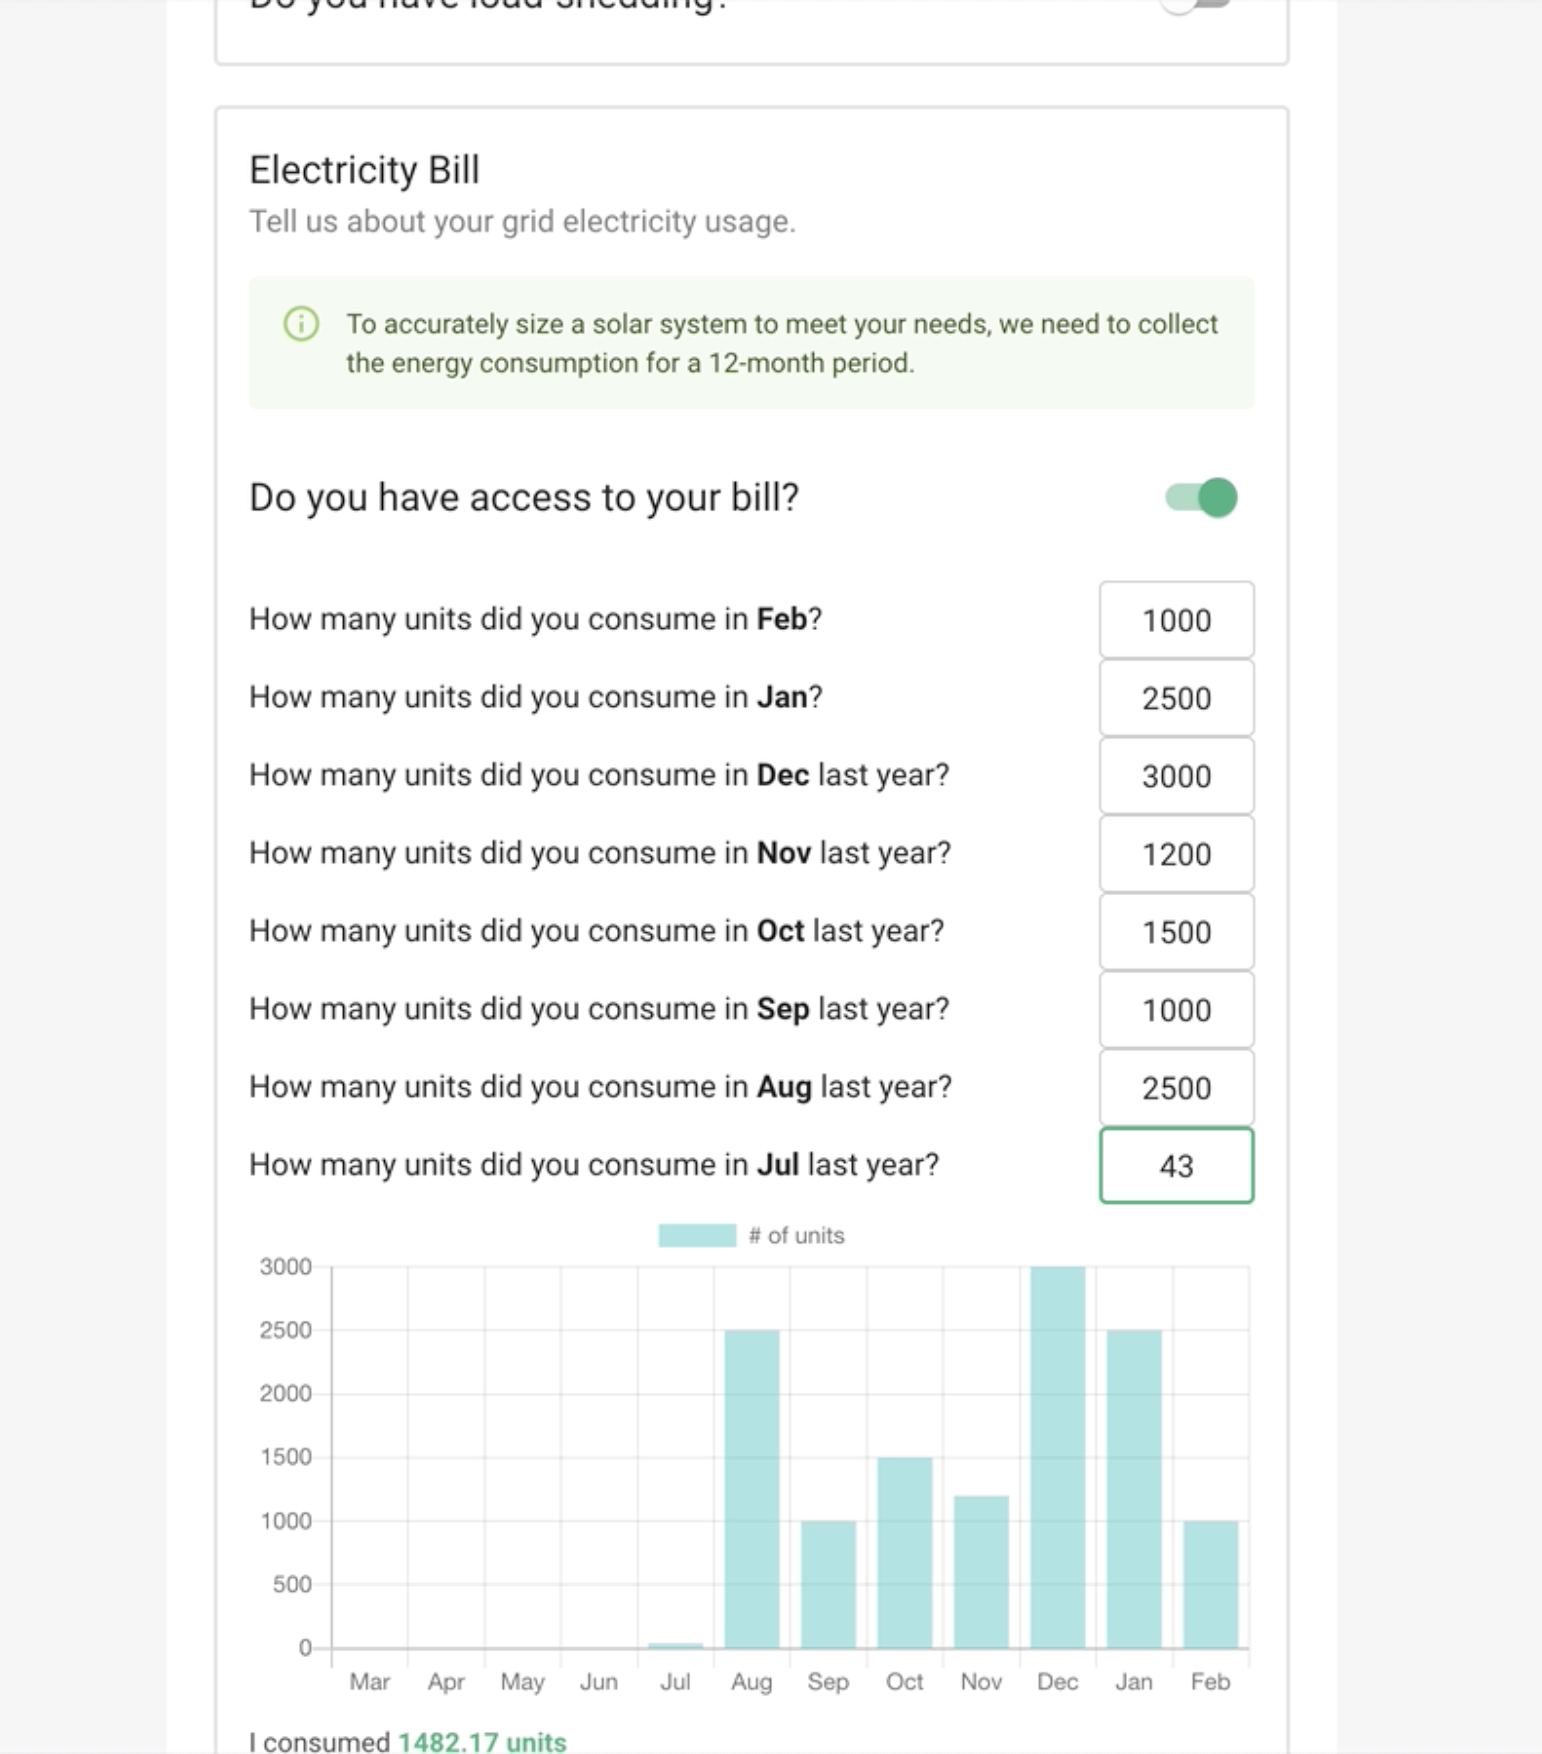 Do you have load-shedding?
Electricity Bill
Tell us about your grid electricity usage.
To accurately size a solar system to meet your needs, we need to collect
the energy consumption for a 12-month period.
Do you have access to your bill?
How many units did you consume in Feb? 1000
How many units did you consume in Jan? 2500
How many units did you consume in Dec last year? 3000
How many units did you consume in Nov last year? 1200
How many units did you consume in Oct last year? 1500
How many units did you consume in Sep last year? 1000
How many units did you consume in Aug last year? 2500
How many units did you consume in Jul last year? 43
# of units
3000
2500
2000
1500
1000
500
0
Mar Apr May Jun Jul Aug Sep Oct Nov Dec Jan Feb
I consumed 1482.17 units